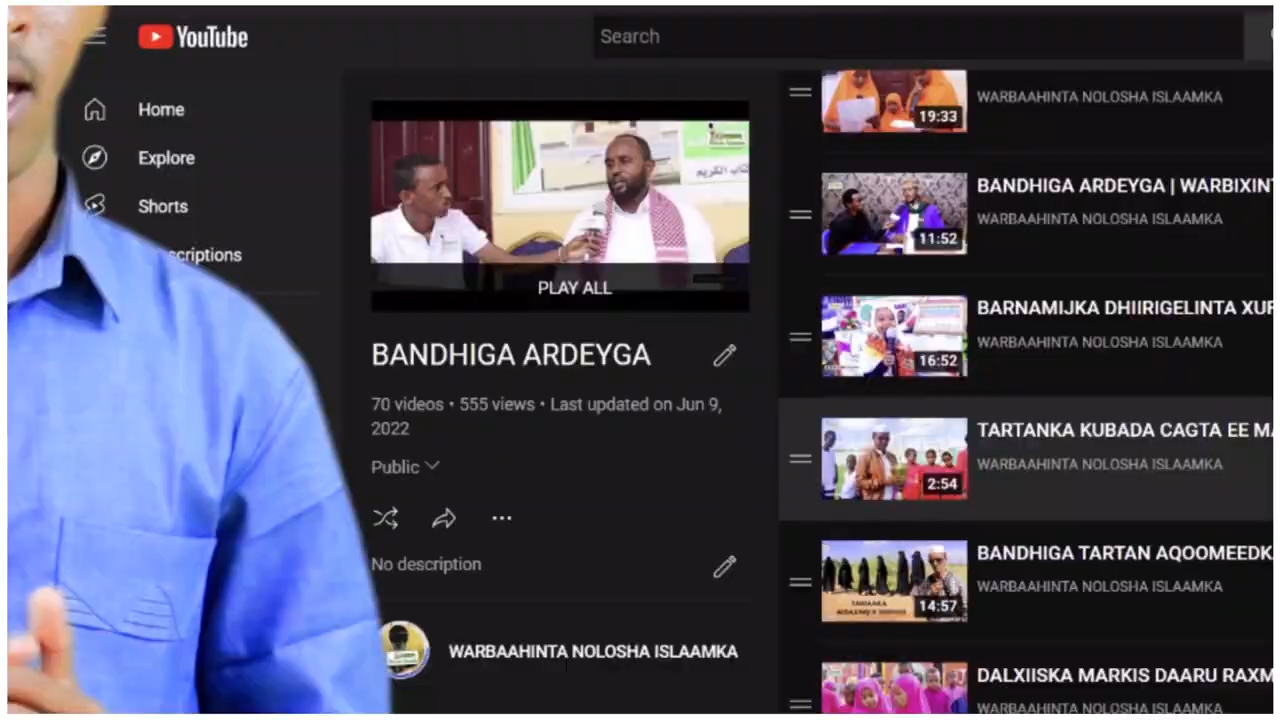 YouTube
Search
Home
Explore
Shorts
scriptions
كتاب الكريم
PLAY ALL
BANDHIGA ARDEYGA
70 videos • 555 views • Last updated on Jun 9,
2022
Public
No description
WARBAAHINTA NOLOSHA ISLAAMKA
WARBAAHINTA NOLOSHA ISLAAMKA
19:33
BANDHIGA ARDEYGA | WARBIXIN
WARBAAHINTA NOLOSHA ISLAAMKA
11:52
BARNAMIJKA DHIIRIGELINTA XU
WARBAAHINTA NOLOSHA ISLAAMKA
16:52
TARTANKA KUBADA CAGTA EE MA
WARBAAHINTA NOLOSHA ISLAAMKA
2:54
BANDHIGA TARTAN AQOOMEEDK
WARBAAHINTA NOLOSHA ISLAAMKA
14:57
DALXIISKA MARKIS DAARU RAXM
WARBAAHINTA NOLOSHA ISLAAMKA